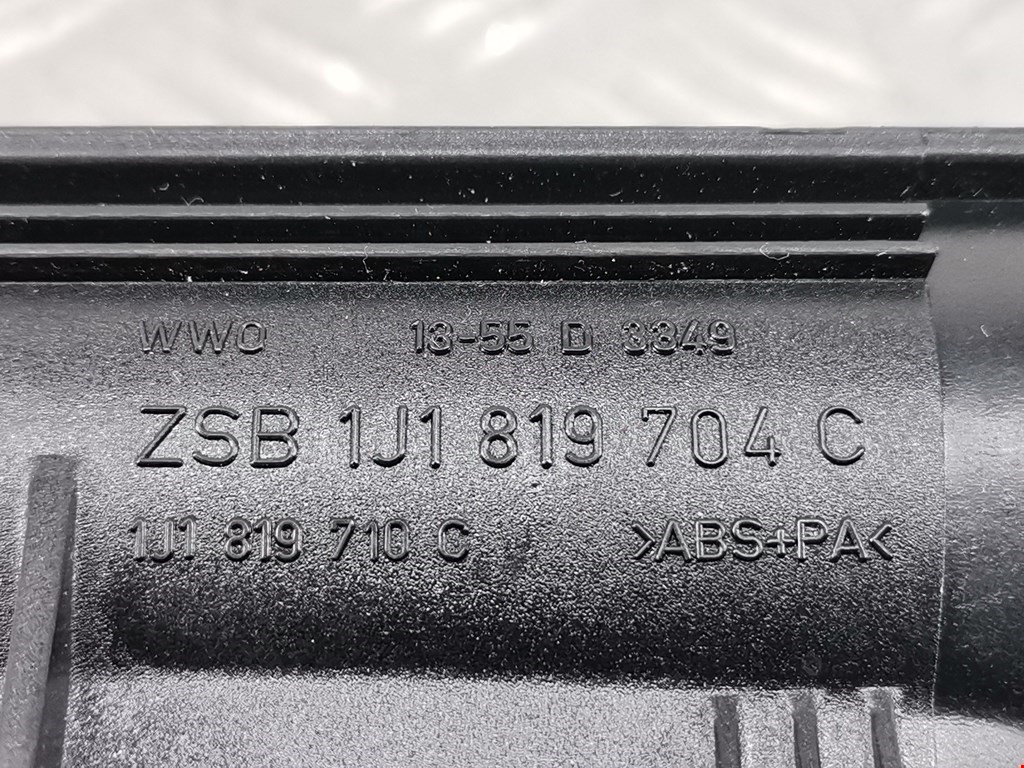 WWO 13-55 D 3349
ZSB 1J1 819 704 C
1J1 819 710 C >ABS+PA<